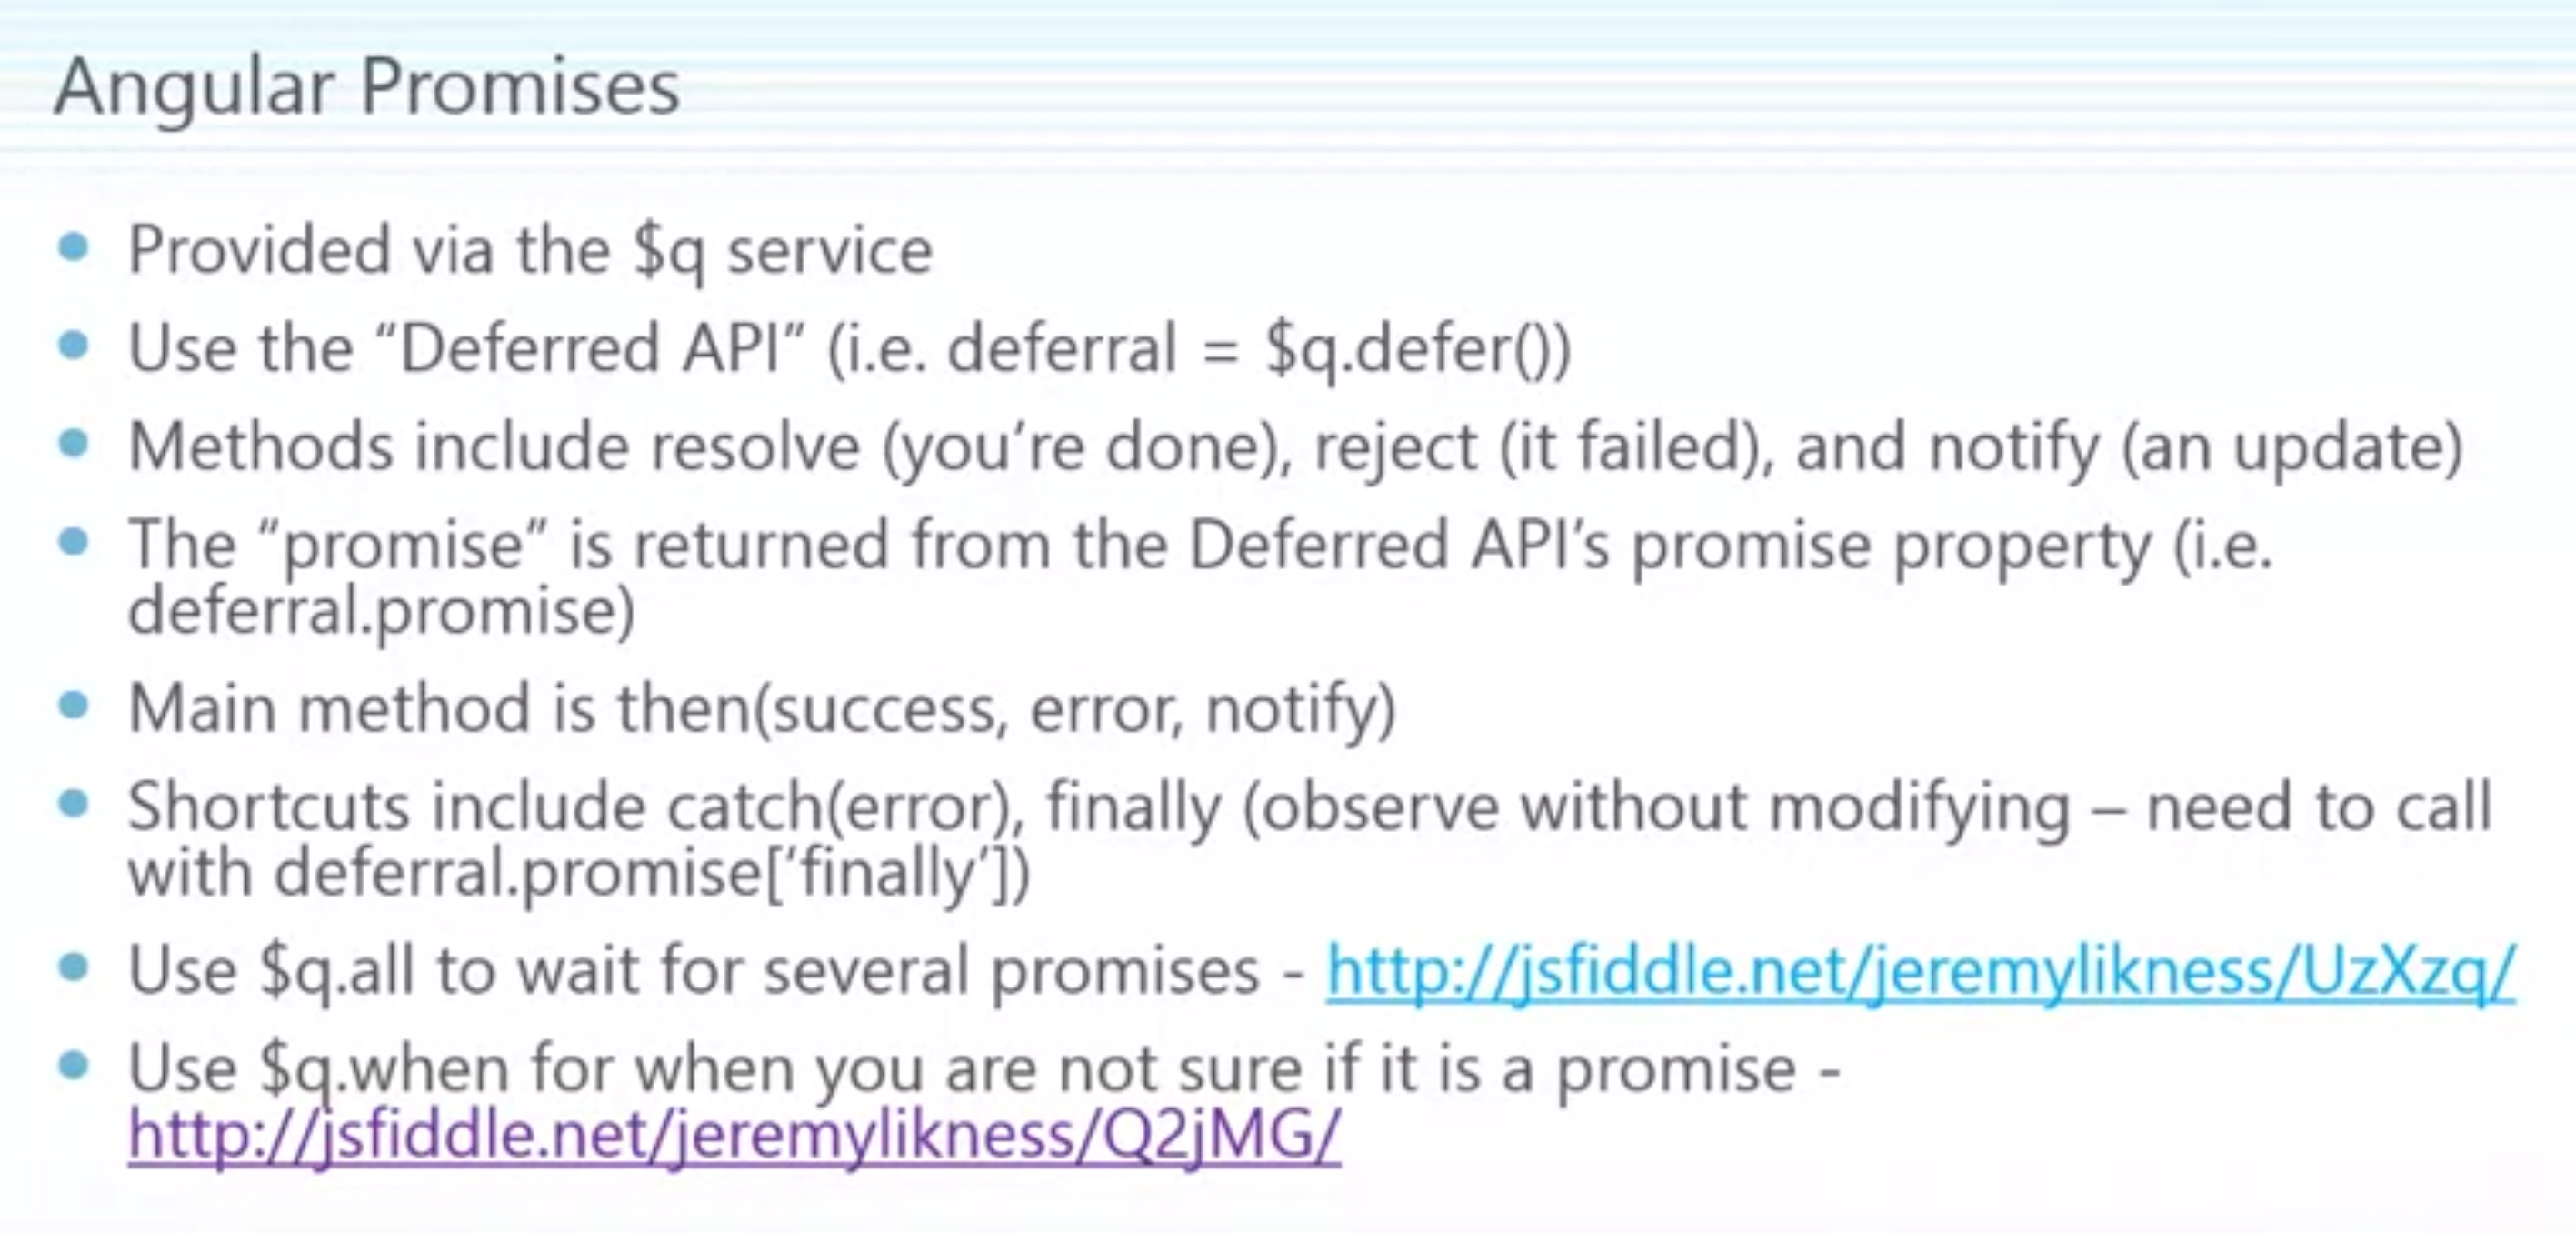 Angular Promises
Provided via the $q service
Use the “Deferred API” (i.e. deferral = $q.defer())
Methods include resolve (you’re done), reject (it failed), and notify (an update)
The “promise” is returned from the Deferred API’s promise property (i.e.
deferral.promise)
Main method is then(success, error, notify)
Shortcuts include catch(error), finally (observe without modifying – need to call
with deferral.promise[‘finally’])
Use $q.all to wait for several promises - http://jsfiddle.net/jeremylikness/UzXzq/
Use $q.when for when you are not sure if it is a promise -
http://jsfiddle.net/jeremylikness/Q2jMG/